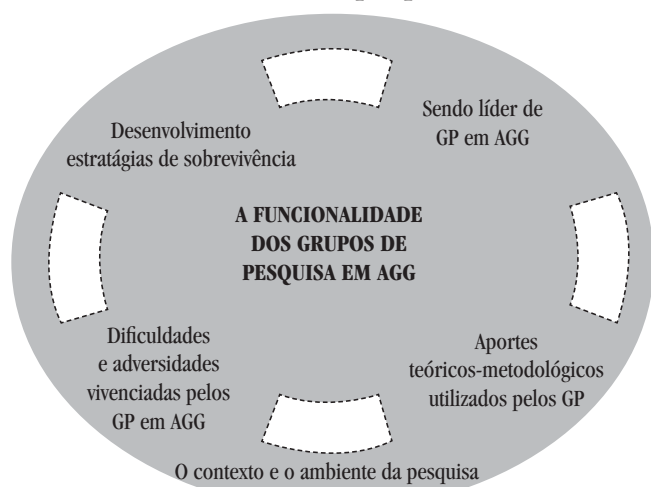 Desenvolvimento
estratágias de sobrevivência
Sendo líder de
GP em AGG
A FUNCIONALIDADE
DOS GRUPOS DE
PESQUISA EM AGG
Dificuldades
e adversidades
vivenciadas pelos
GP em AGG
Aportes
teóricos-metodológicos
utilizados pelos GP
O contexto e o ambiente da pesquisa